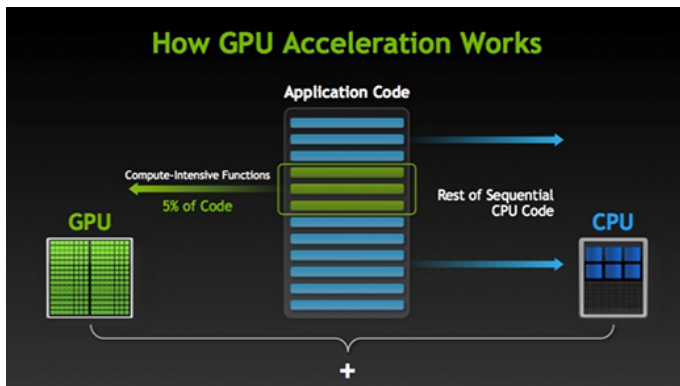 How GPU Acceleration Works
Application Code
Compute-Intensive Functions
5% of Code
Rest of Sequential
CPU Code
GPU
CPU
+